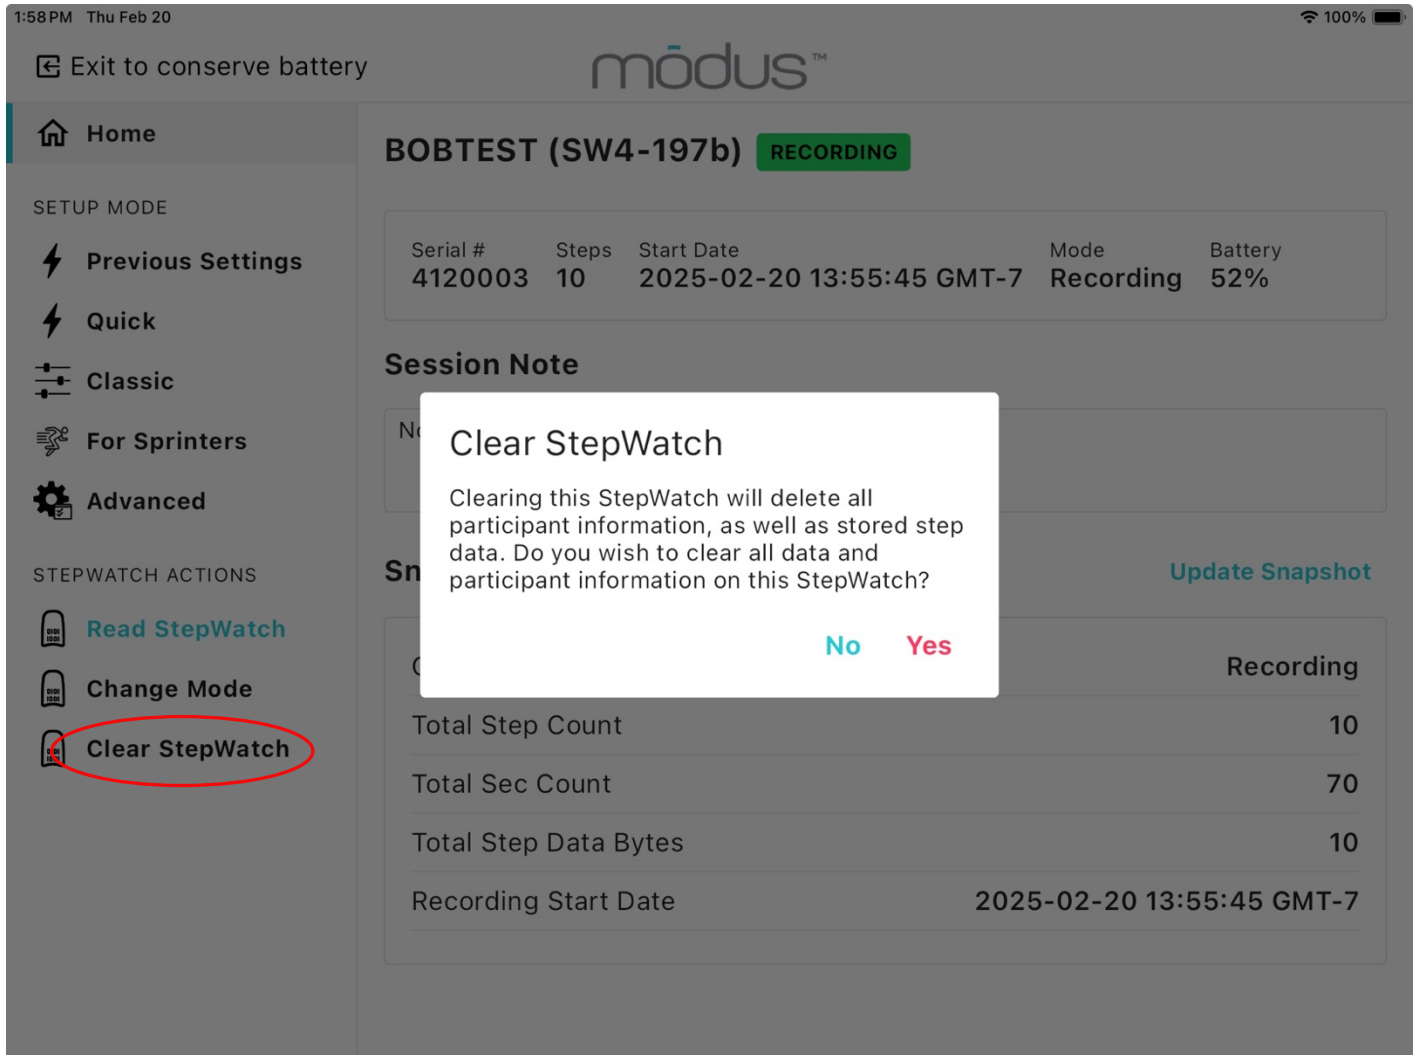 1:58 PM Thu Feb 20
100%
Exit to conserve battery
mōdus™
Home
SETUP MODE
Previous Settings
Quick
Classic
For Sprinters
Advanced
STEPWATCH ACTIONS
Read StepWatch
Change Mode
Clear StepWatch
BOBTEST (SW4-197b) RECORDING
Serial # Steps Start Date Mode Battery
4120003 10 2025-02-20 13:55:45 GMT-7 Recording 52%
Session Note
Clear StepWatch
Clearing this StepWatch will delete all
participant information, as well as stored step
data. Do you wish to clear all data and
participant information on this StepWatch?
No Yes
Update Snapshot
Recording
Total Step Count 10
Total Sec Count 70
Total Step Data Bytes 10
Recording Start Date 2025-02-20 13:55:45 GMT-7